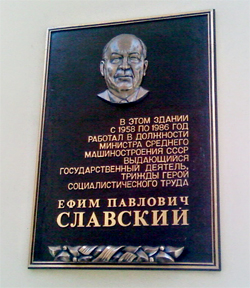 В ЭТОМ ЗДАНИИ
С 1958 ПО 1986 ГОД
РАБОТАЛ В ДОЛЖНОСТИ
МИНИСТРА СРЕДНЕГО
МАШИНОСТРОЕНИЯ СССР
ВЫДАЮЩИЙСЯ
ГОСУДАРСТВЕННЫЙ ДЕЯТЕЛЬ,
ТРИЖДЫ ГЕРОЙ
СОЦИАЛИСТИЧЕСКОГО ТРУДА
ЕФИМ ПАВЛОВИЧ
СЛАВСКИЙ